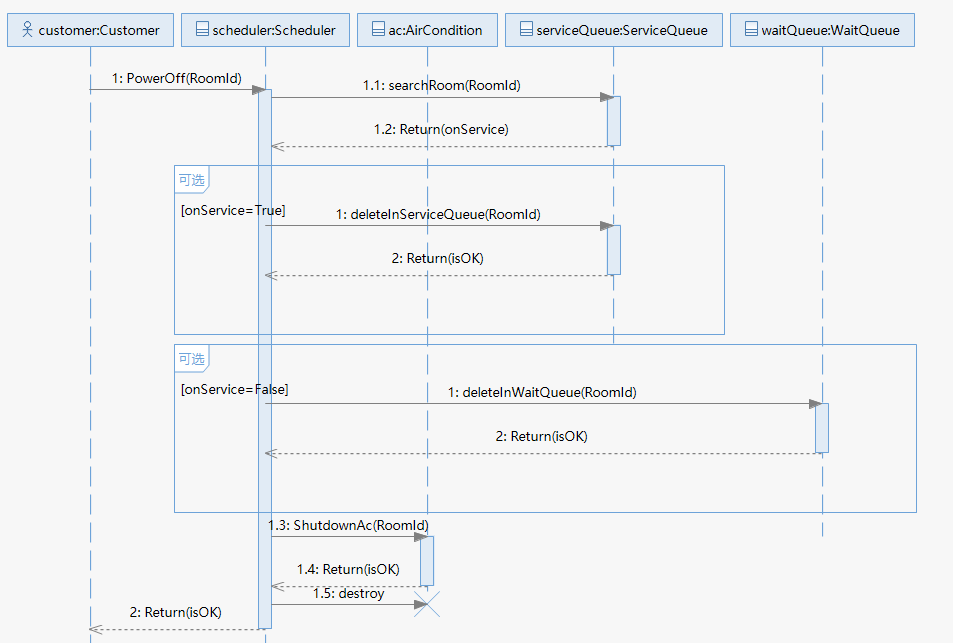 customer:Customer
scheduler:Scheduler
ac:AirCondition
serviceQueue:ServiceQueue
waitQueue:WaitQueue
1: PowerOff(RoomId)
1.1: searchRoom(RoomId)
1.2: Return(onService)
可选
[onService=True]
1: deleteInServiceQueue(RoomId)
2: Return(isOK)
可选
[onService=False]
1: deleteInWaitQueue(RoomId)
2: Return(isOK)
1.3: ShutdownAc(RoomId)
1.4: Return(isOK)
1.5: destroy
2: Return(isOK)